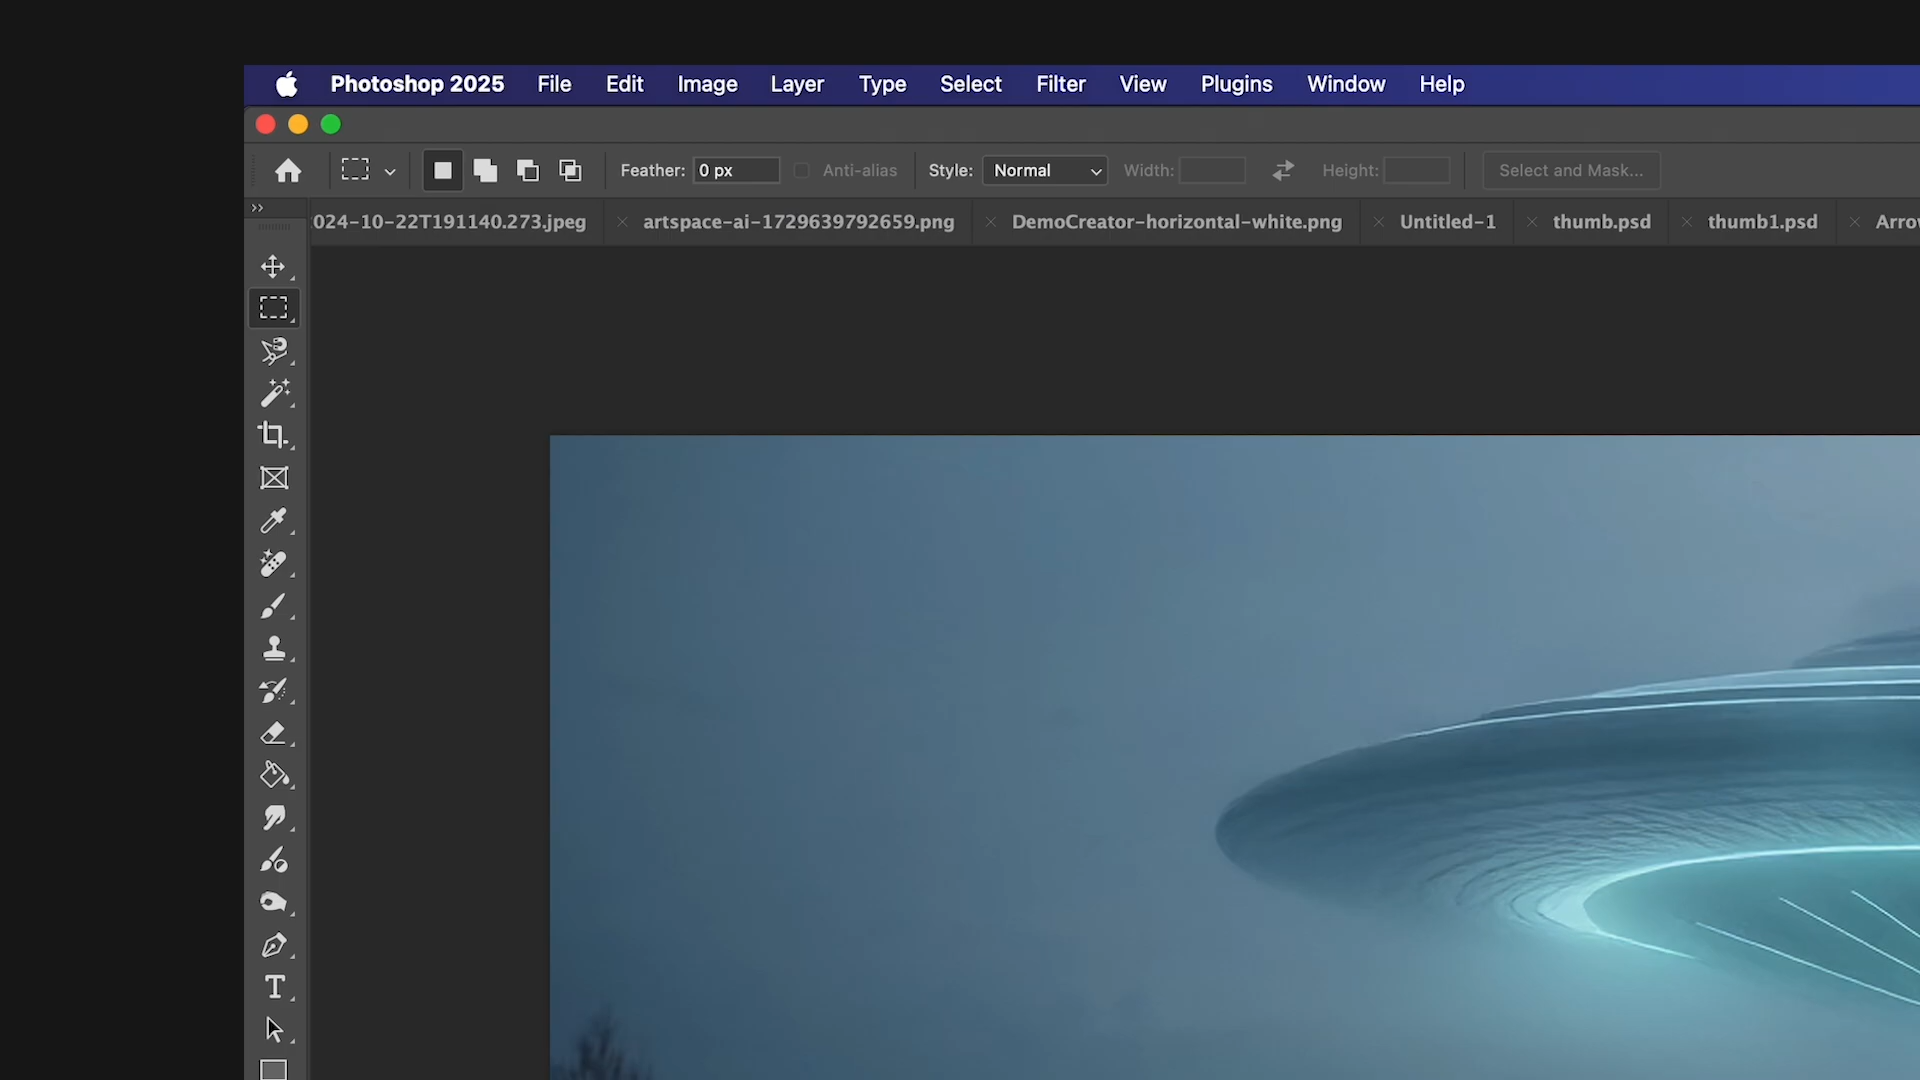 Photoshop 2025 File Edit Image Layer Type Select Filter View Plugins Window Help
Feather: 0 px Anti-alias Style: Normal Width: Height: Select and Mask...
024-10-22T191140.273.jpeg artspace-ai-1729639792659.png DemoCreator-horizontal-white.png Untitled-1 thumb.psd thumb1.psd Arro